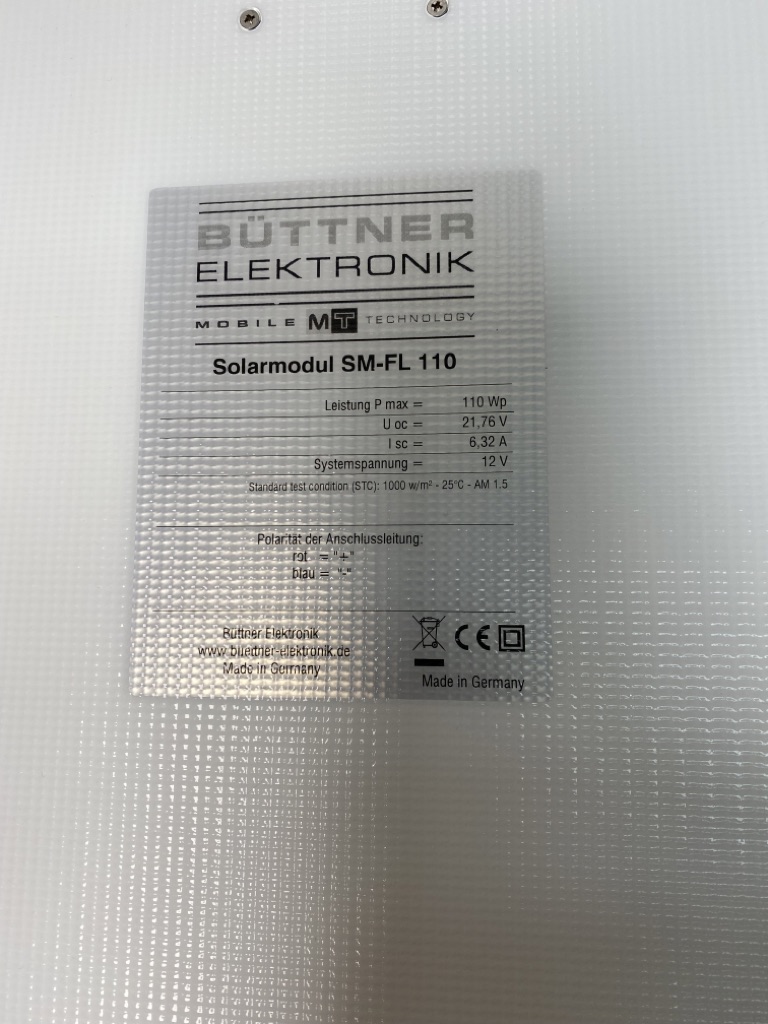 BÜTTNER
ELEKTRONIK
MOBILE MT TECHNOLOGY
Solarmodul SM-FL 110
Leistung P max = 110 Wp
U oc = 21,76 V
I sc = 6,32 A
Systemspannung = 12 V
Standard test condition (STC): 1000 w/m² - 25°C - AM 1.5
Polarität der Anschlussleitung:
rot = "+"
blau = "-"
Büttner Elektronik
www.buettner-elektronik.de
Made in Germany
CE
Made in Germany